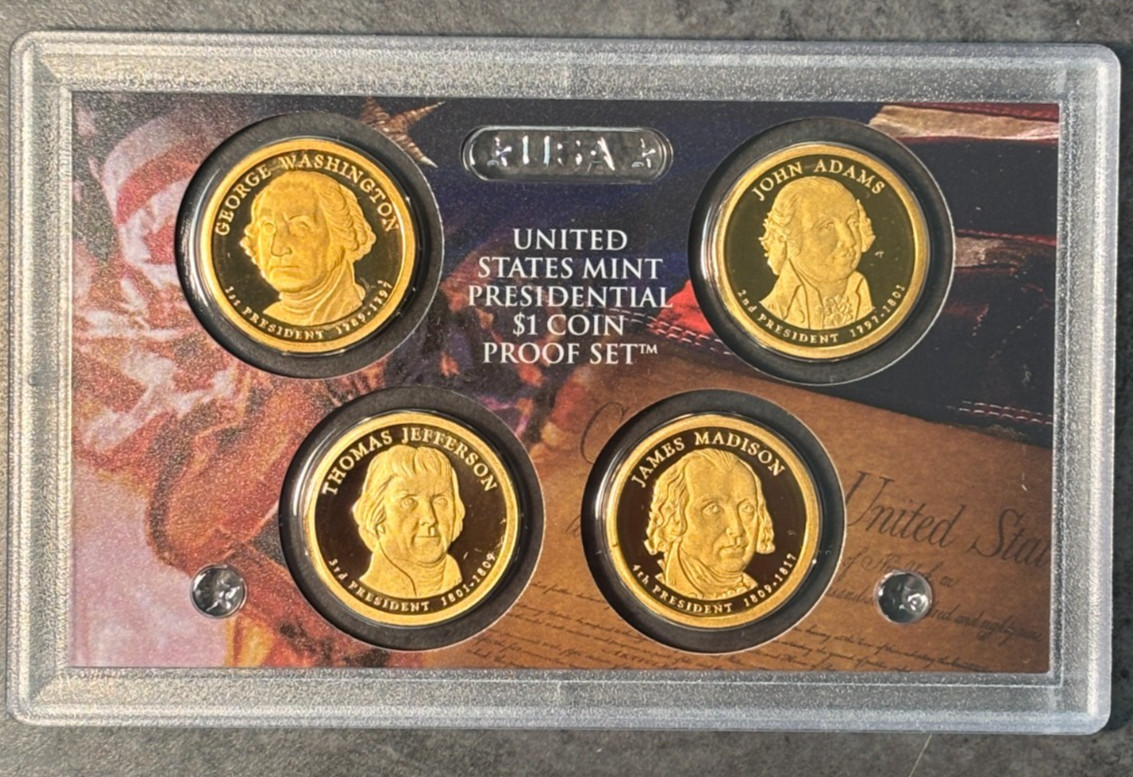 GEORGE WASHINGTON
1st PRESIDENT 1789-1797
USA
JOHN ADAMS
2nd PRESIDENT 1797-1801
UNITED
STATES MINT
PRESIDENTIAL
$1 COIN
PROOF SET™
THOMAS JEFFERSON
3rd PRESIDENT 1801-1809
JAMES MADISON
4th PRESIDENT 1809-1817
United Stat